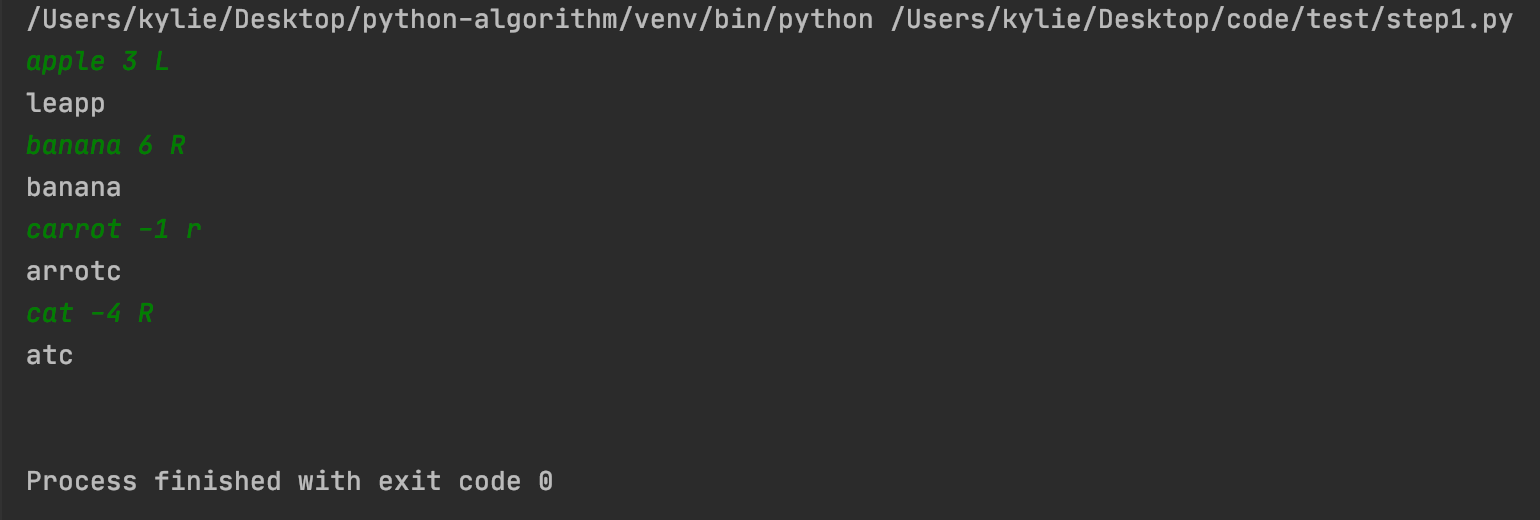 /Users/kylie/Desktop/python-algorithm/venv/bin/python /Users/kylie/Desktop/code/test/step1.py
apple 3 L
leapp
banana 6 R
banana
carrot -1 r
arrotc
cat -4 R
atc
Process finished with exit code 0